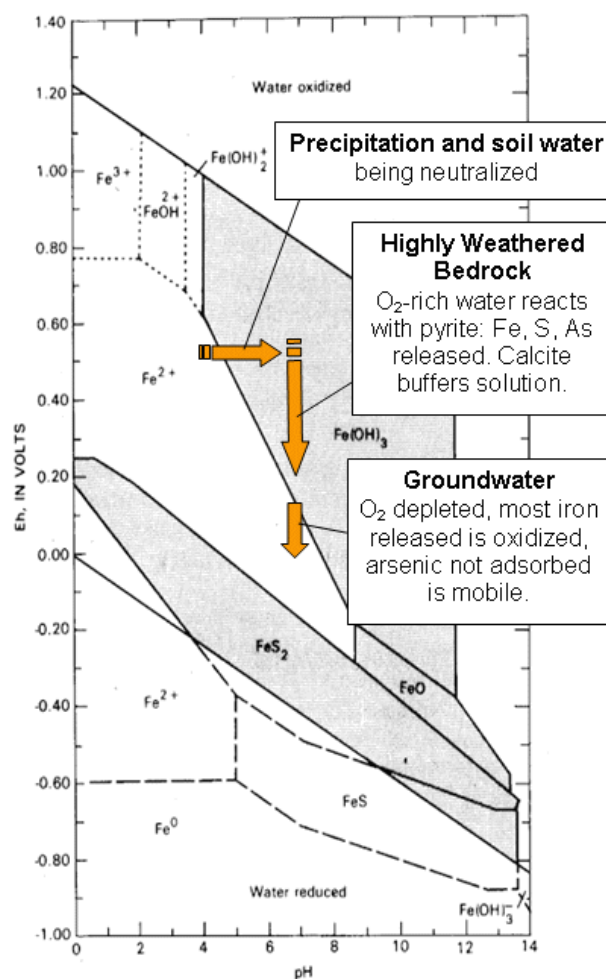 1.40
Water oxidized
1.20
Fe3+
Fe(OH)2+
Precipitation and soil water
being neutralized
1.00
2+
FeOH
0.80
Highly Weathered
Bedrock
O₂-rich water reacts
with pyrite: Fe, S, As
released. Calcite
buffers solution.
0.60
Fe2+
0.40
Fe(OH)3
Groundwater
O₂ depleted, most iron
released is oxidized,
arsenic not adsorbed
is mobile.
0.20
Eh, IN VOLTS
0.00
-0.20
FeS2
FeO
Fe2+
-0.40
-0.60
FeS
Fe0
-0.80
Water reduced
Fe(OH)3-
-1.00
0 2 4 6 8 10 12 14
pH